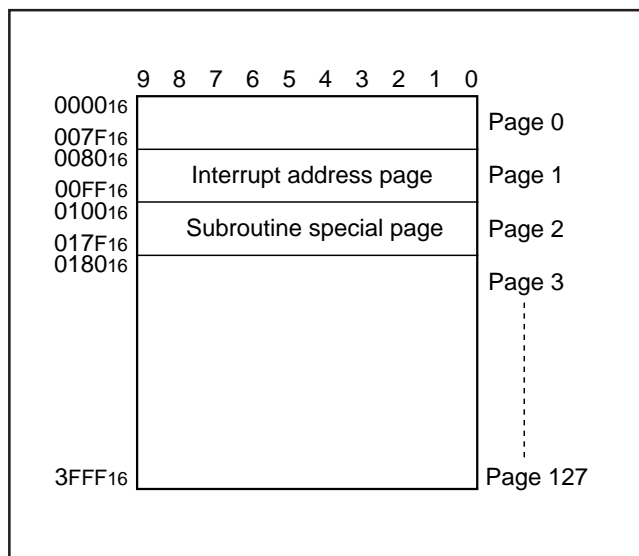 9 8 7 6 5 4 3 2 1 0
000016
Page 0
007F16
008016
Interrupt address page
Page 1
00FF16
010016
Subroutine special page
Page 2
017F16
018016
Page 3
3FFF16
Page 127